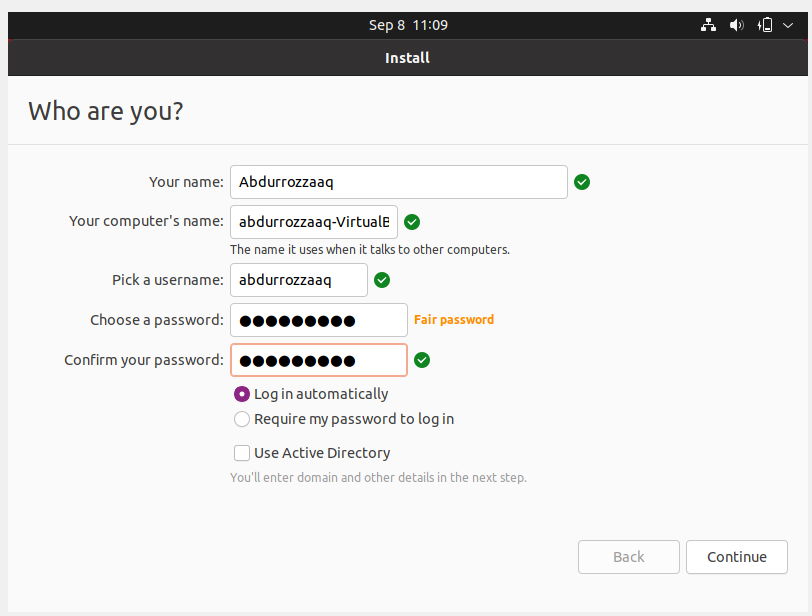 Sep 8 11:09
Install
Who are you?
Your name: Abdurrozzaaq
Your computer's name: abdurrozzaaq-VirtualB
The name it uses when it talks to other computers.
Pick a username: abdurrozzaaq
Choose a password: ●●●●●●●●● Fair password
Confirm your password: ●●●●●●●●●
Log in automatically
Require my password to log in
Use Active Directory
You'll enter domain and other details in the next step.
Back Continue